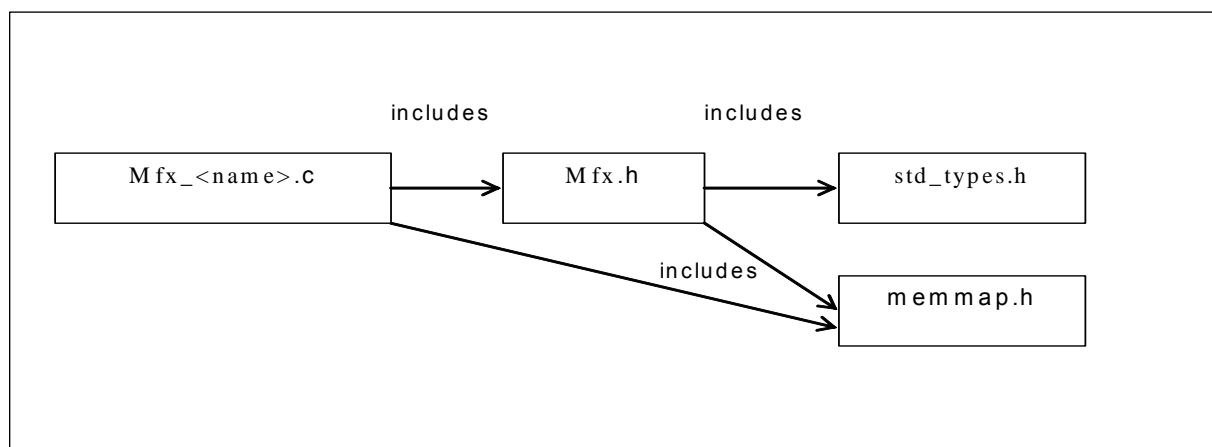 includes
includes
Mfx_<name>.c
Mfx.h
std_types.h
includes
memmap.h